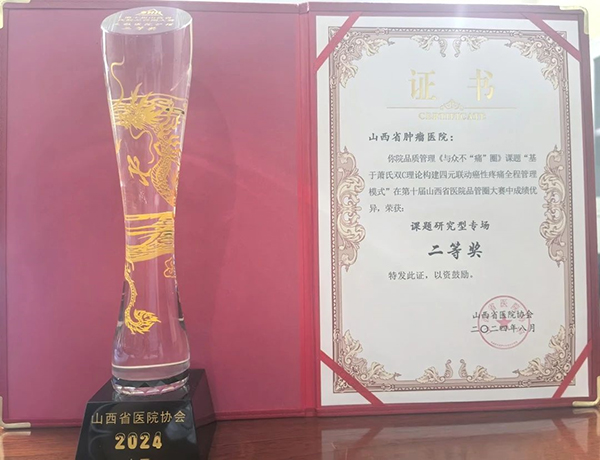 山西省医院协会
2024
证书
山西省肿瘤医院：
你院品质管理《与众不“痛”圈》课题“基
于萧氏双C理论构建四元联动癌性疼痛全程管理
模式”在第十届山西省医院品管圈大赛中成绩优
异，荣获：
课题研究型专场
二等奖
特发此证，以资鼓励。
山西省医院协会
二〇二四年八月